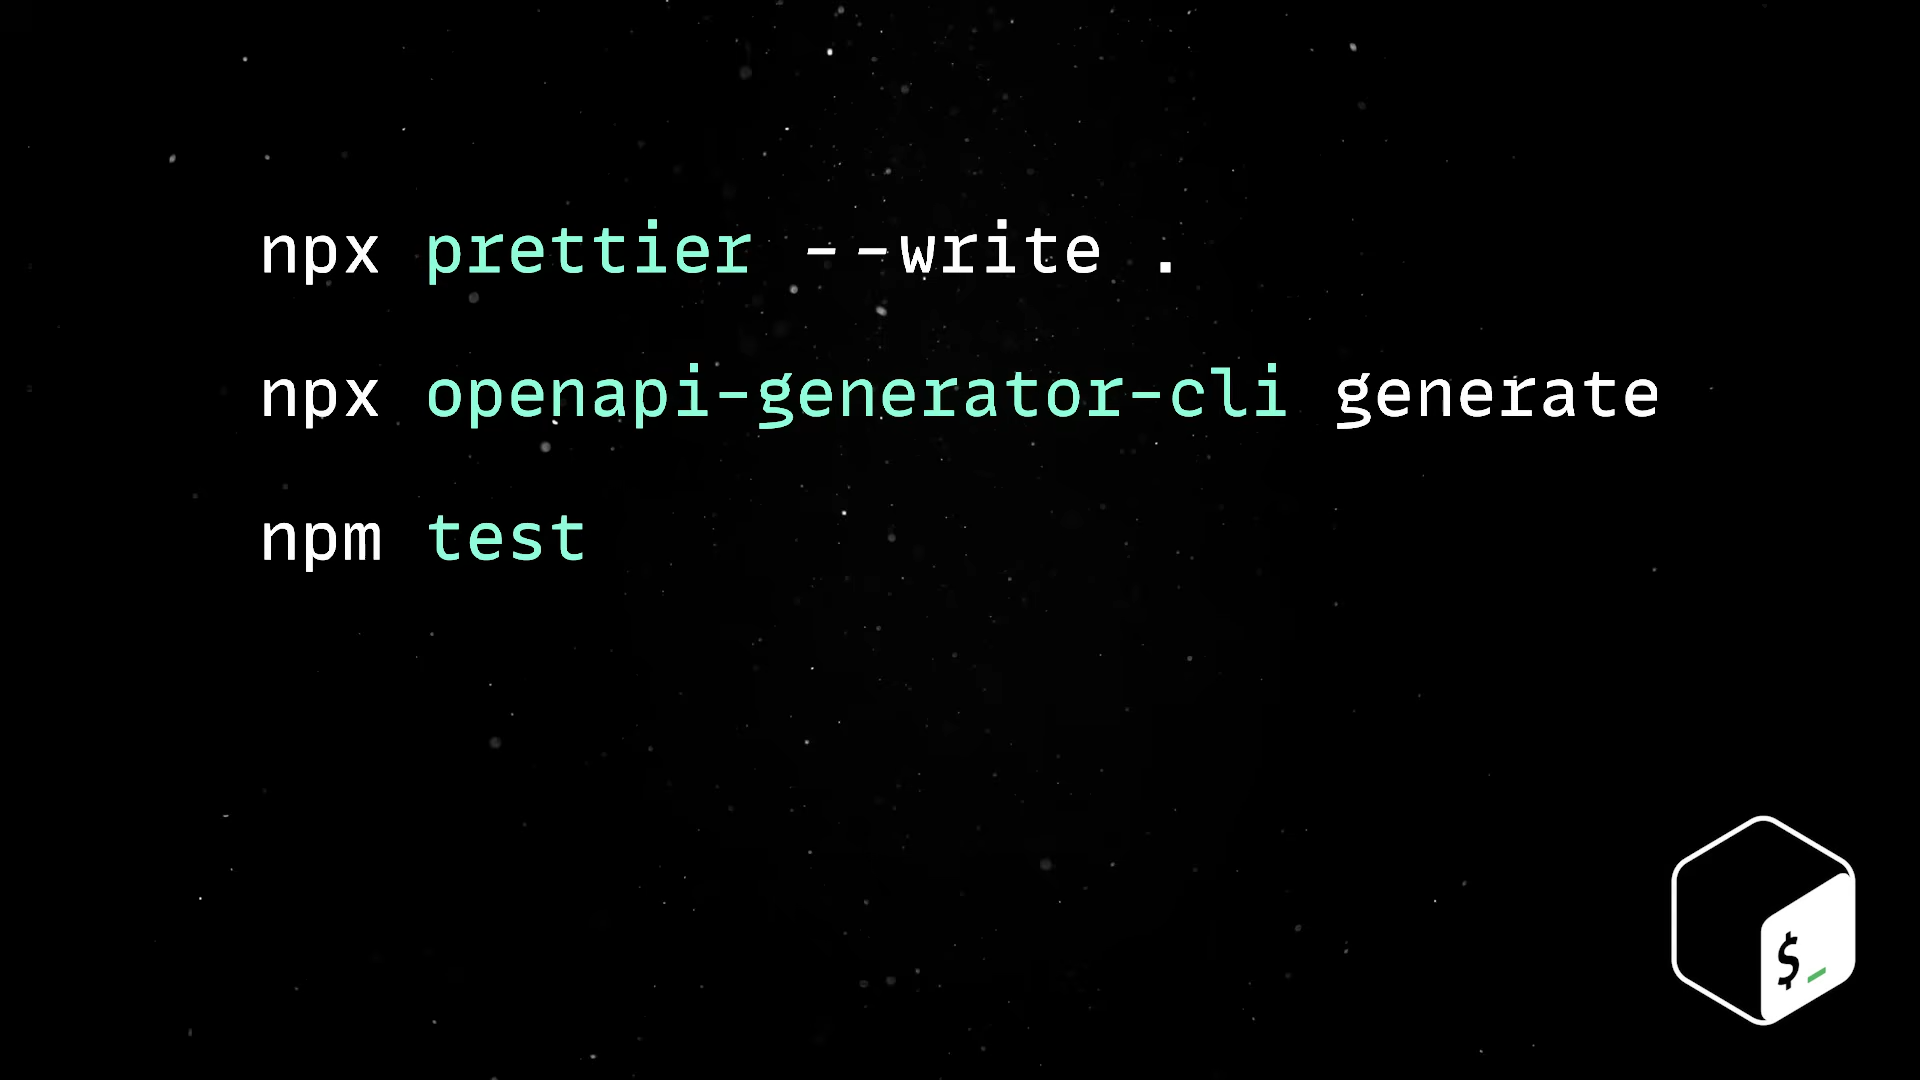 npx prettier --write .
npx openapi-generator-cli generate
npm test
$_